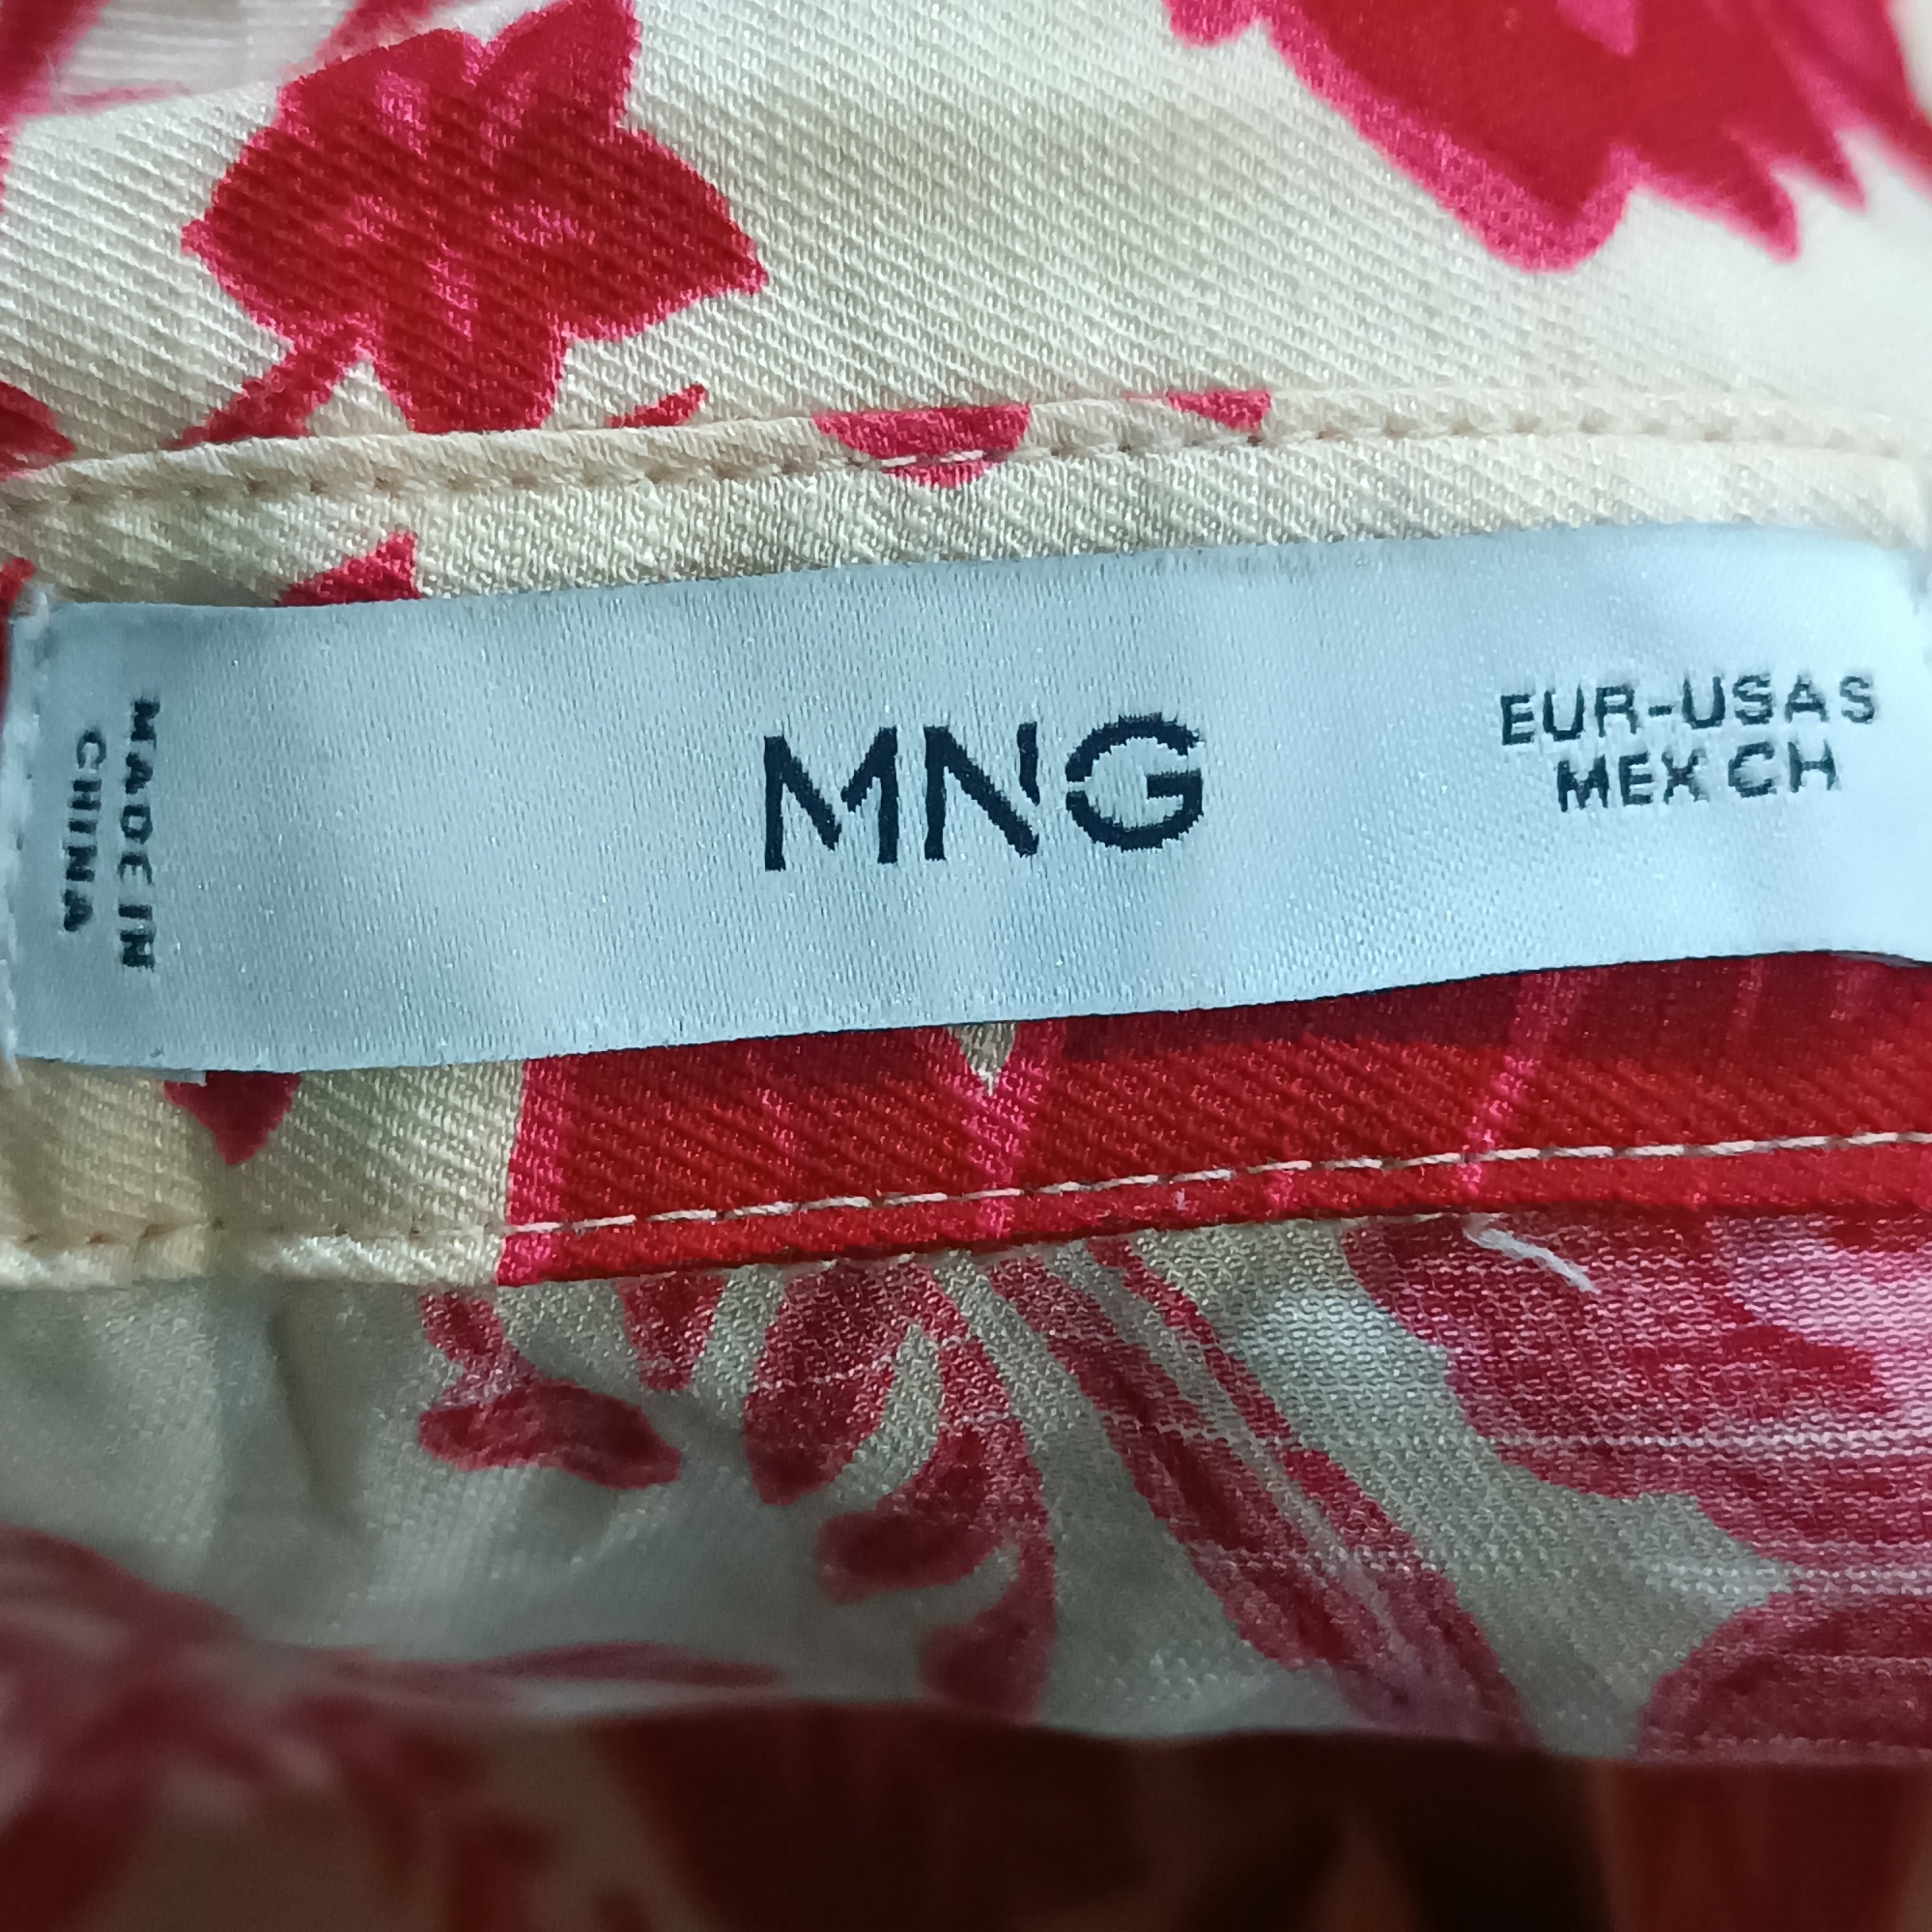 MADE IN
CHINA
MNG
EUR-USA S
MEX CH